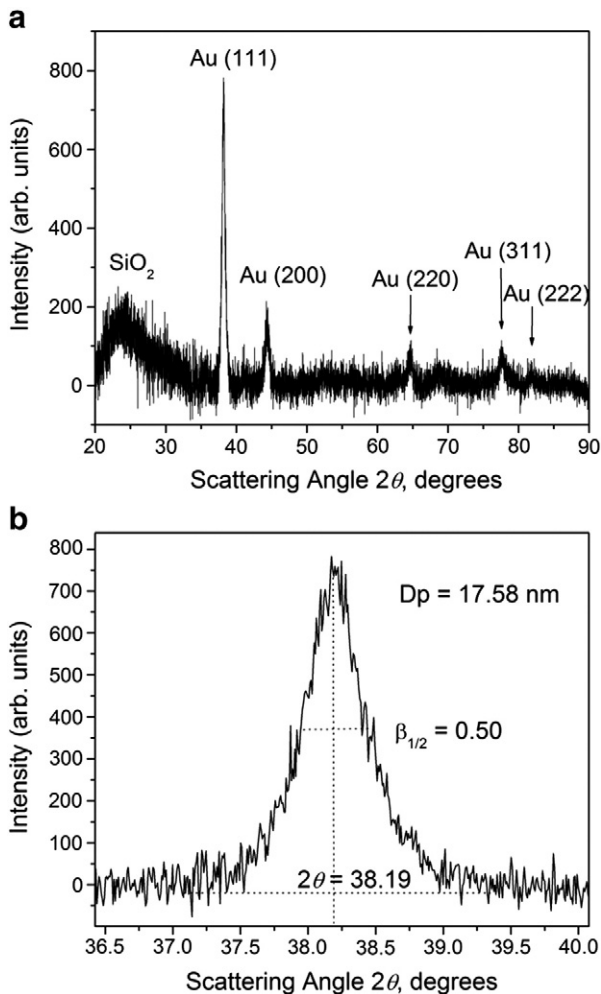 a
Au (111)
800
600
400
200
0
Intensity (arb. units)
SiO₂
Au (200)
Au (220)
Au (311)
Au (222)
20 30 40 50 60 70 80 90
Scattering Angle 2θ, degrees
b
800
700
600
500
400
300
200
100
0
Intensity (arb. units)
Dp = 17.58 nm
β₁/₂ = 0.50
2θ = 38.19
36.5 37.0 37.5 38.0 38.5 39.0 39.5 40.0
Scattering Angle 2θ, degrees